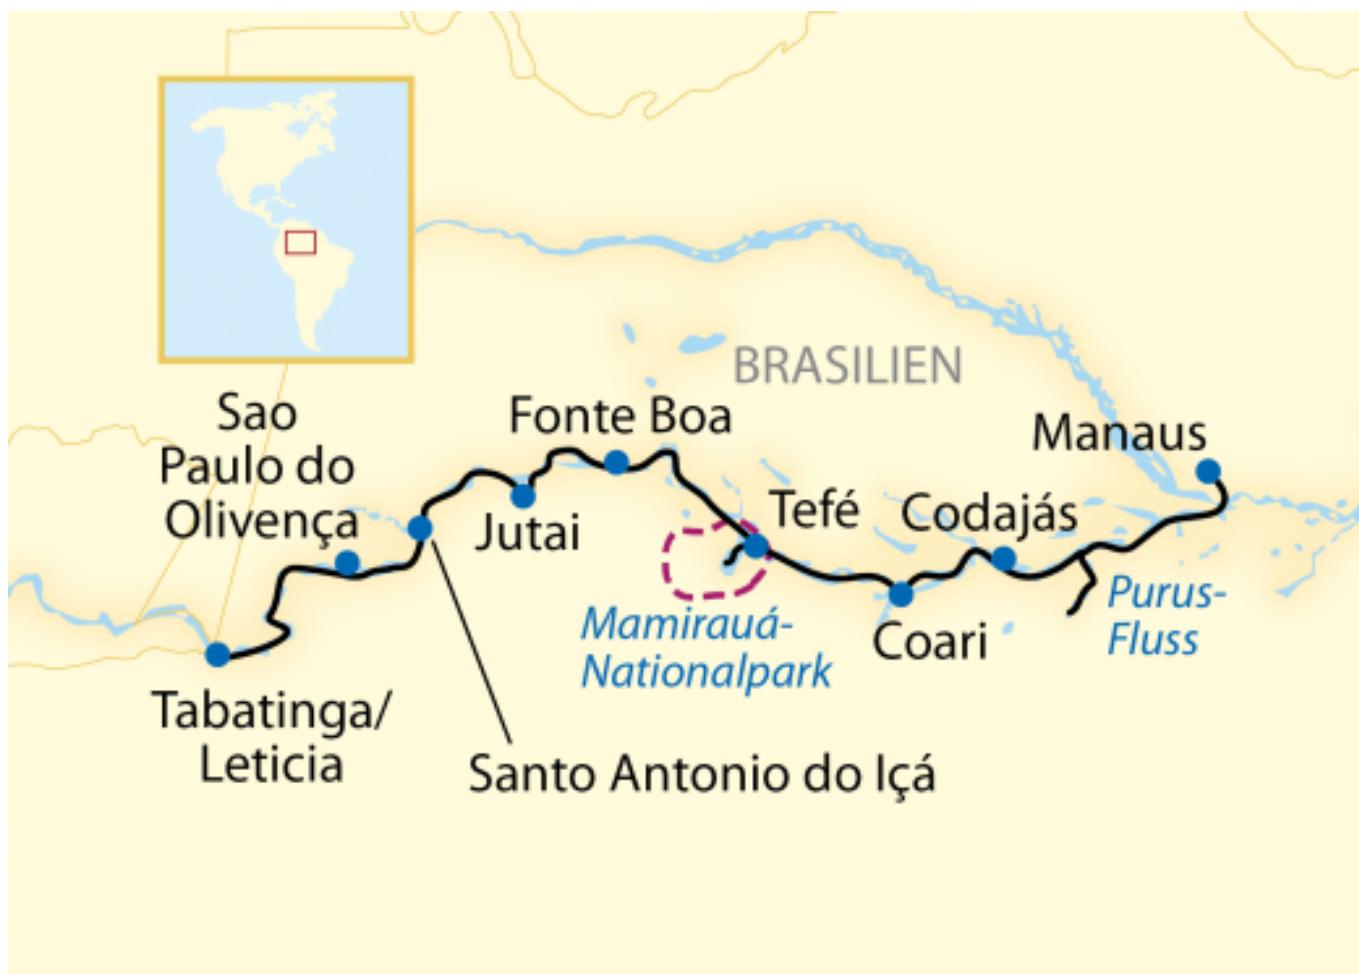 BRASILIEN
Sao
Paulo do
Olivença
Fonte Boa
Manaus
Tefé
Codajás
Jutai
Mamirauá-
Nationalpark
Purus-
Fluss
Coari
Tabatinga/
Leticia
Santo Antonio do Içá